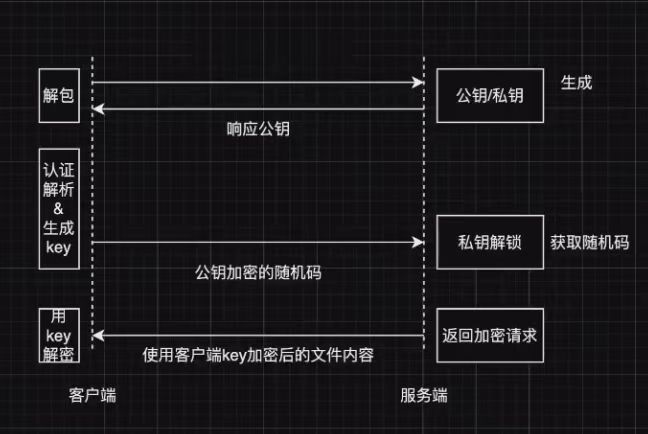 解包
公钥/私钥
生成
响应公钥
认证
解析
&
生成
key
私钥解锁
获取随机码
公钥加密的随机码
用
key
解密
返回加密请求
使用客户端key加密后的文件内容
客户端
服务端